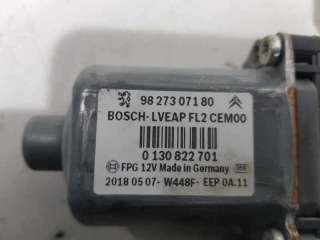 98 273 071 80
BOSCH-LVEAP FL2 CEM00
0 130 822 701
FPG 12V Made in Germany
2018 05 07- W448F- EEP 0A.11